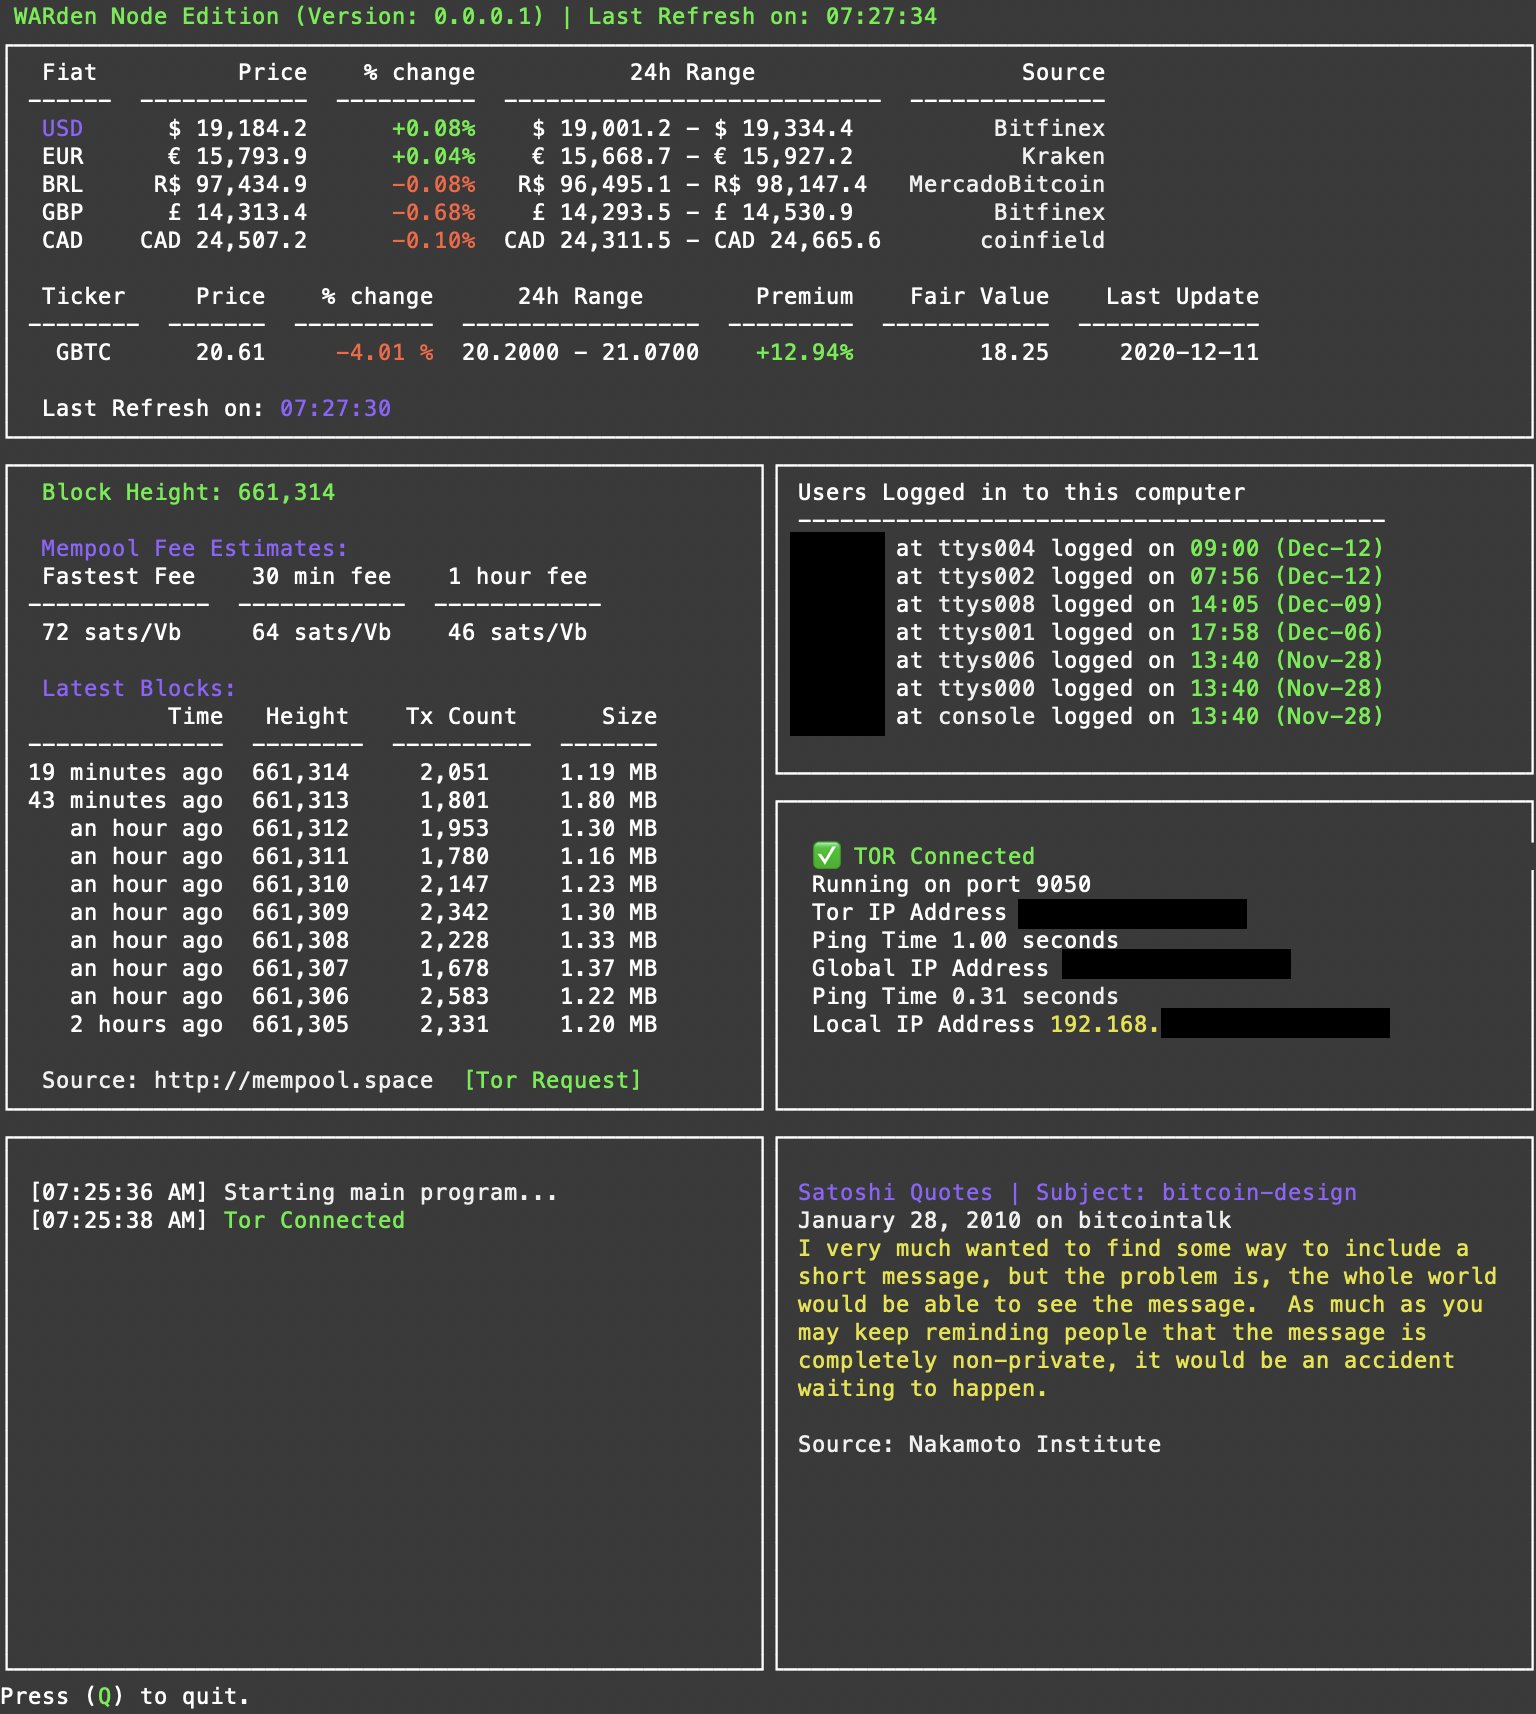 WARden Node Edition (Version: 0.0.0.1) | Last Refresh on: 07:27:34
Fiat Price % change 24h Range Source
USD $ 19,184.2 +0.08% $ 19,001.2 - $ 19,334.4 Bitfinex
EUR € 15,793.9 +0.04% € 15,668.7 - € 15,927.2 Kraken
BRL R$ 97,434.9 -0.08% R$ 96,495.1 - R$ 98,147.4 MercadoBitcoin
GBP £ 14,313.4 -0.68% £ 14,293.5 - £ 14,530.9 Bitfinex
CAD CAD 24,507.2 -0.10% CAD 24,311.5 - CAD 24,665.6 coinfield
Ticker Price % change 24h Range Premium Fair Value Last Update
GBTC 20.61 -4.01 % 20.2000 - 21.0700 +12.94% 18.25 2020-12-11
Last Refresh on: 07:27:30
Block Height: 661,314
Mempool Fee Estimates:
Fastest Fee 30 min fee 1 hour fee
72 sats/Vb 64 sats/Vb 46 sats/Vb
Latest Blocks:
Time Height Tx Count Size
19 minutes ago 661,314 2,051 1.19 MB
43 minutes ago 661,313 1,801 1.80 MB
an hour ago 661,312 1,953 1.30 MB
an hour ago 661,311 1,780 1.16 MB
an hour ago 661,310 2,147 1.23 MB
an hour ago 661,309 2,342 1.30 MB
an hour ago 661,308 2,228 1.33 MB
an hour ago 661,307 1,678 1.37 MB
an hour ago 661,306 2,583 1.22 MB
2 hours ago 661,305 2,331 1.20 MB
Source: http://mempool.space [Tor Request]
Users Logged in to this computer
at ttys004 logged on 09:00 (Dec-12)
at ttys002 logged on 07:56 (Dec-12)
at ttys008 logged on 14:05 (Dec-09)
at ttys001 logged on 17:58 (Dec-06)
at ttys006 logged on 13:40 (Nov-28)
at ttys000 logged on 13:40 (Nov-28)
at console logged on 13:40 (Nov-28)
✅ TOR Connected
Running on port 9050
Tor IP Address
Ping Time 1.00 seconds
Global IP Address
Ping Time 0.31 seconds
Local IP Address 192.168.
[07:25:36 AM] Starting main program...
[07:25:38 AM] Tor Connected
Satoshi Quotes | Subject: bitcoin-design
January 28, 2010 on bitcointalk
I very much wanted to find some way to include a
short message, but the problem is, the whole world
would be able to see the message.  As much as you
may keep reminding people that the message is
completely non-private, it would be an accident
waiting to happen.
Source: Nakamoto Institute
Press (Q) to quit.